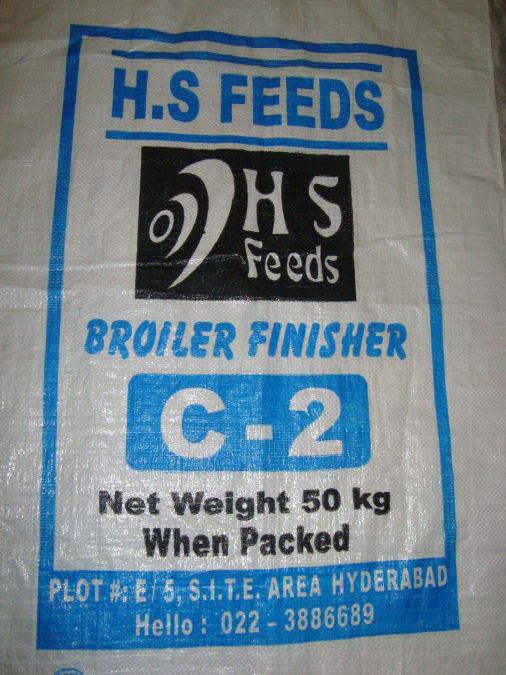 H.S FEEDS
H S
Feeds
BROILER FINISHER
C - 2
Net Weight 50 kg
When Packed
PLOT #: E/ 5, S.I.T.E. AREA HYDERABAD
Hello : 022 - 3886689